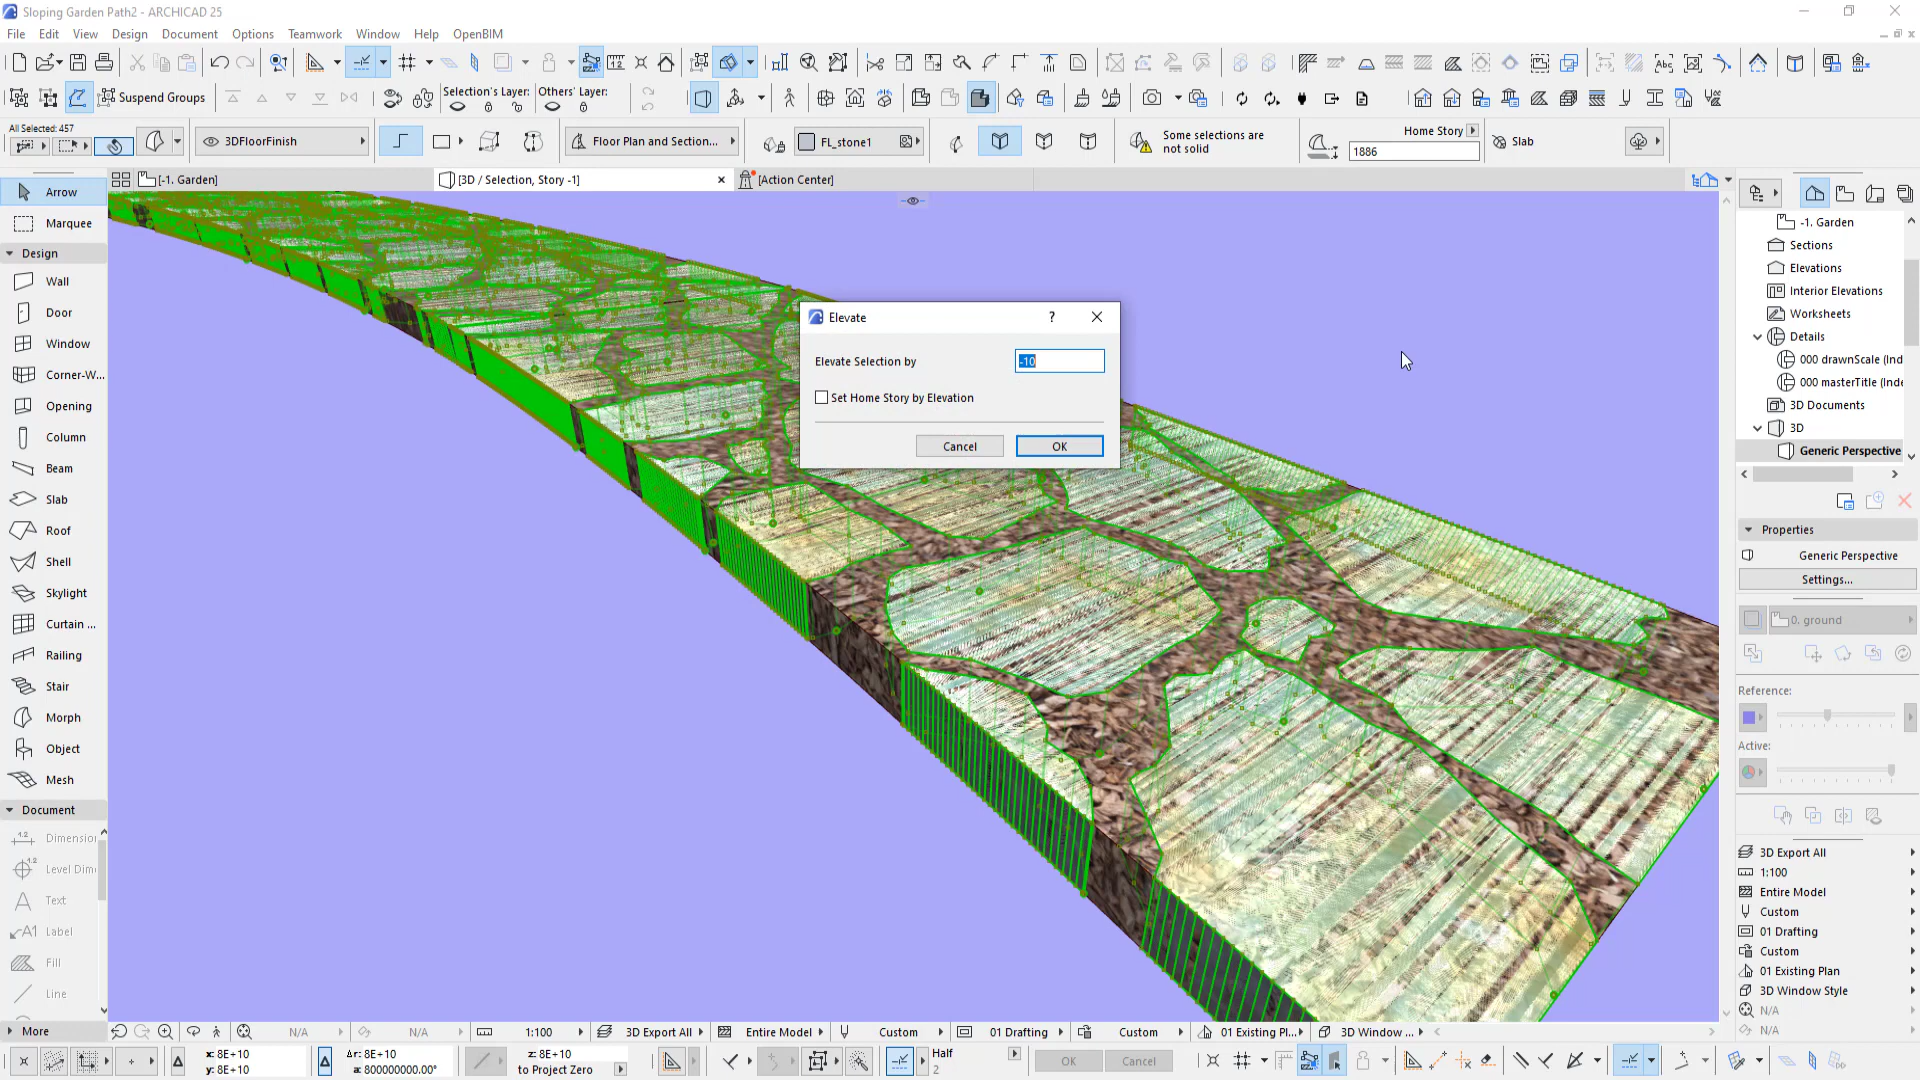 Sloping Garden Path2 - ARCHICAD 25
File Edit View Design Document Options Teamwork Window Help OpenBIM
Suspend Groups
Selection's Layer:
Others' Layer:
All Selected: 457
3DFloorFinish
Floor Plan and Section...
FL_stone1
Some selections are
not solid
Home Story
1886
Slab
[-1. Garden]
[3D / Selection, Story -1]
[Action Center]
Arrow
Marquee
Design
Wall
Door
Window
Corner-W...
Opening
Column
Beam
Slab
Roof
Shell
Skylight
Curtain ...
Railing
Stair
Morph
Object
Mesh
Document
Dimension
Level Dim
Text
A1 Label
Fill
Line
More
Elevate
?
Elevate Selection by
-10
Set Home Story by Elevation
Cancel
OK
-1. Garden
Sections
Elevations
Interior Elevations
Worksheets
Details
000 drawnScale (Ind
000 masterTitle (Inde
3D Documents
3D
Generic Perspective
Properties
Generic Perspective
Settings...
0. ground
Reference:
Active:
3D Export All
1:100
Entire Model
Custom
01 Drafting
Custom
01 Existing Plan
3D Window Style
N/A
N/A
N/A
N/A
1:100
3D Export All
Entire Model
Custom
01 Drafting
Custom
01 Existing Pl...
3D Window ...
x: 8E+10
y: 8E+10
Δr: 8E+10
a: 800000000.00°
z: 8E+10
to Project Zero
Half
2
OK
Cancel